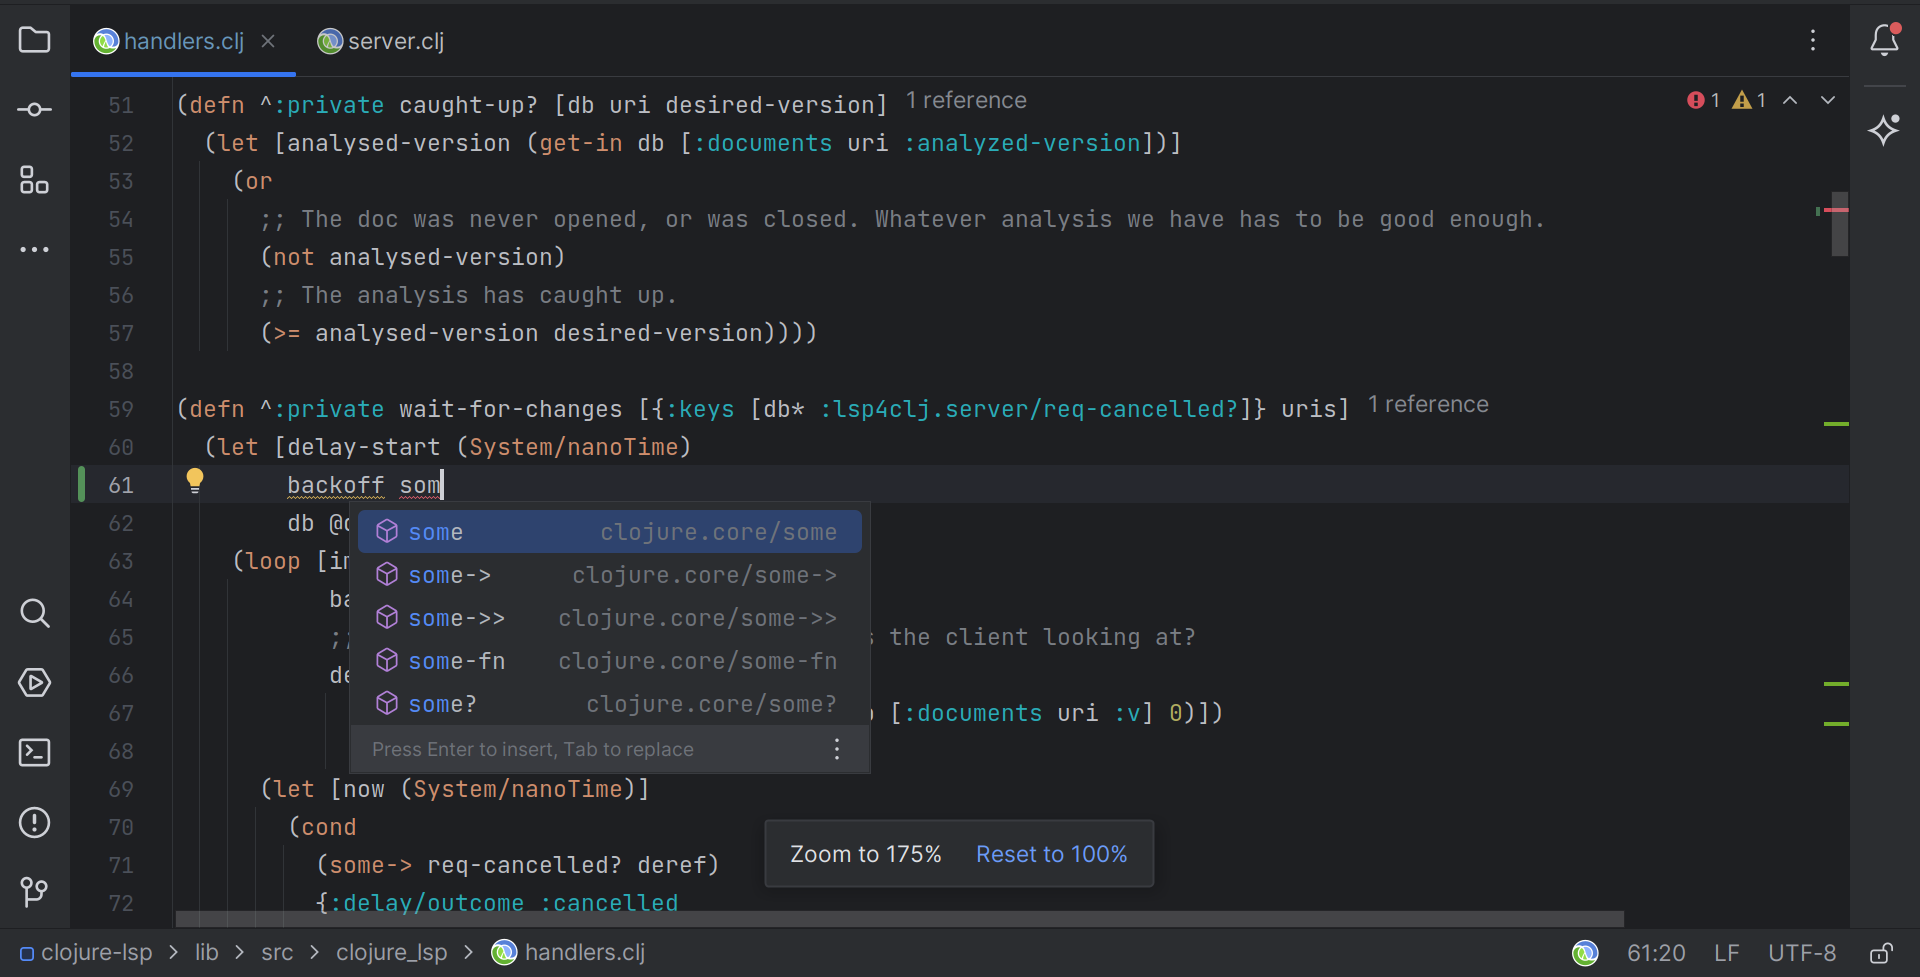 handlers.clj × server.clj
51 (defn ^:private caught-up? [db uri desired-version] 1 reference
1 1
52 (let [analysed-version (get-in db [:documents uri :analyzed-version])]
53 (or
54 ;; The doc was never opened, or was closed. Whatever analysis we have has to be good enough.
55 (not analysed-version)
56 ;; The analysis has caught up.
57 (>= analysed-version desired-version))))
58
59 (defn ^:private wait-for-changes [{:keys [db* :lsp4clj.server/req-cancelled?]} uris] 1 reference
60 (let [delay-start (System/nanoTime)
61 backoff som
62 db @
some clojure.core/some
63 (loop [
some-> clojure.core/some->
64
some->> clojure.core/some->>
65 ;; the client looking at?
some-fn clojure.core/some-fn
66
some? clojure.core/some?
67 [:documents uri :v] 0)])
68
Press Enter to insert, Tab to replace
69 (let [now (System/nanoTime)]
70 (cond
71 (some-> req-cancelled? deref)
72 {:delay/outcome :cancelled
Zoom to 175% Reset to 100%
clojure-lsp > lib > src > clojure_lsp > handlers.clj 61:20 LF UTF-8